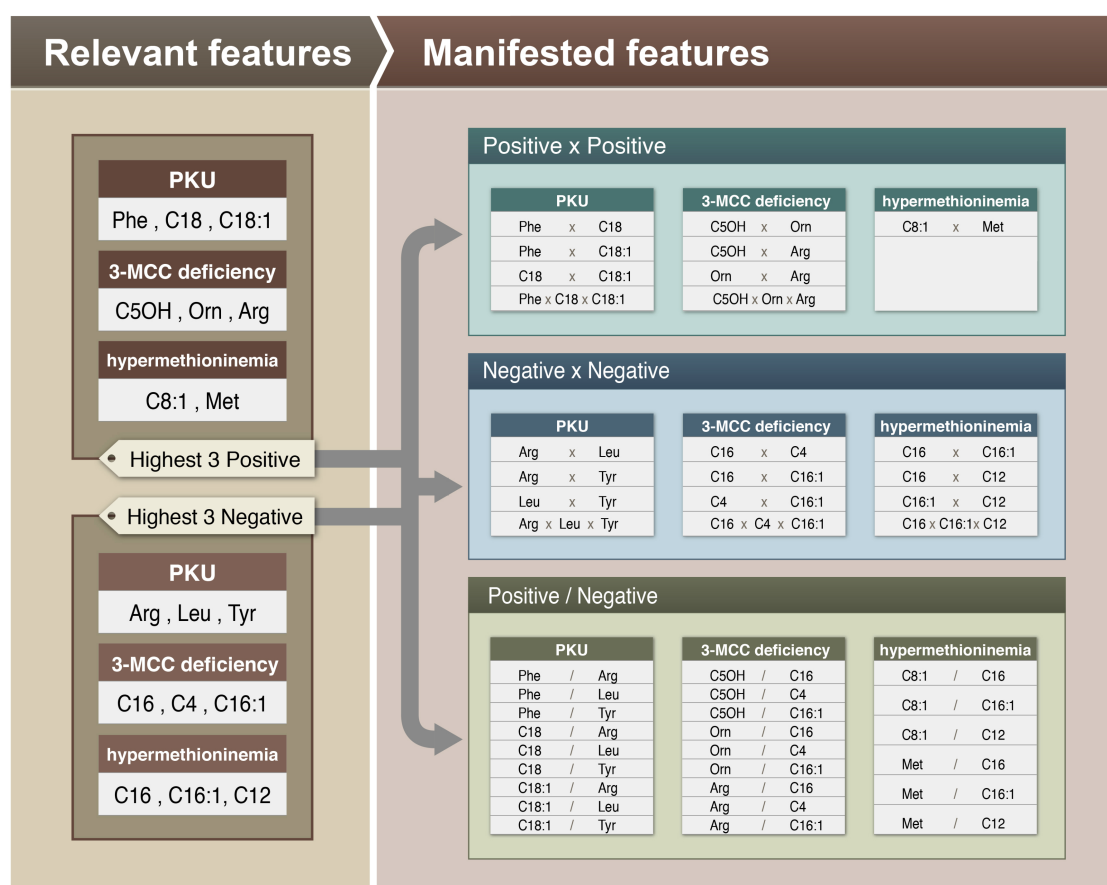 Relevant features
Manifested features
PKU
Phe , C18 , C18:1
3-MCC deficiency
C5OH , Orn , Arg
hypermethioninemia
C8:1 , Met
Highest 3 Positive
Highest 3 Negative
PKU
Arg , Leu , Tyr
3-MCC deficiency
C16 , C4 , C16:1
hypermethioninemia
C16 , C16:1, C12
Positive x Positive
PKU
Phe x C18
Phe x C18:1
C18 x C18:1
Phe x C18 x C18:1
3-MCC deficiency
C5OH x Orn
C5OH x Arg
Orn x Arg
C5OH x Orn x Arg
hypermethioninemia
C8:1 x Met
Negative x Negative
PKU
Arg x Leu
Arg x Tyr
Leu x Tyr
Arg x Leu x Tyr
3-MCC deficiency
C16 x C4
C16 x C16:1
C4 x C16:1
C16 x C4 x C16:1
hypermethioninemia
C16 x C16:1
C16 x C12
C16:1 x C12
C16 x C16:1x C12
Positive / Negative
PKU
Phe / Arg
Phe / Leu
Phe / Tyr
C18 / Arg
C18 / Leu
C18 / Tyr
C18:1 / Arg
C18:1 / Leu
C18:1 / Tyr
3-MCC deficiency
C5OH / C16
C5OH / C4
C5OH / C16:1
Orn / C16
Orn / C4
Orn / C16:1
Arg / C16
Arg / C4
Arg / C16:1
hypermethioninemia
C8:1 / C16
C8:1 / C16:1
C8:1 / C12
Met / C16
Met / C16:1
Met / C12